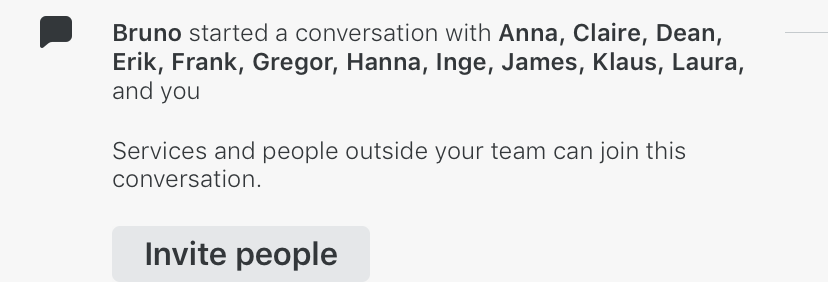 Bruno started a conversation with Anna, Claire, Dean,
Erik, Frank, Gregor, Hanna, Inge, James, Klaus, Laura,
and you
Services and people outside your team can join this
conversation.
Invite people